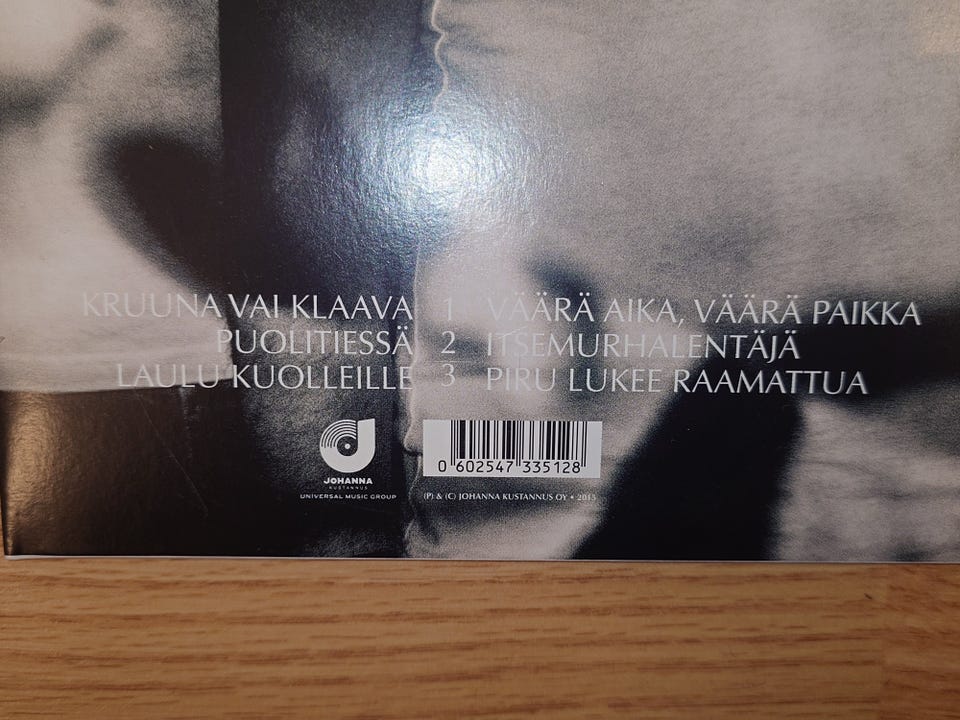 KRUUNA VAI KLAAVA 1 VÄÄRÄ AIKA, VÄÄRÄ PAIKKA
PUOLITIESSÄ 2 ITSEMURHALENTÄJÄ
LAULU KUOLLEILLE 3 PIRU LUKEE RAAMATTUA
JOHANNA
KUSTANNUS
UNIVERSAL MUSIC GROUP
0 602547 335128
(P) & (C) JOHANNA KUSTANNUS OY • 2015